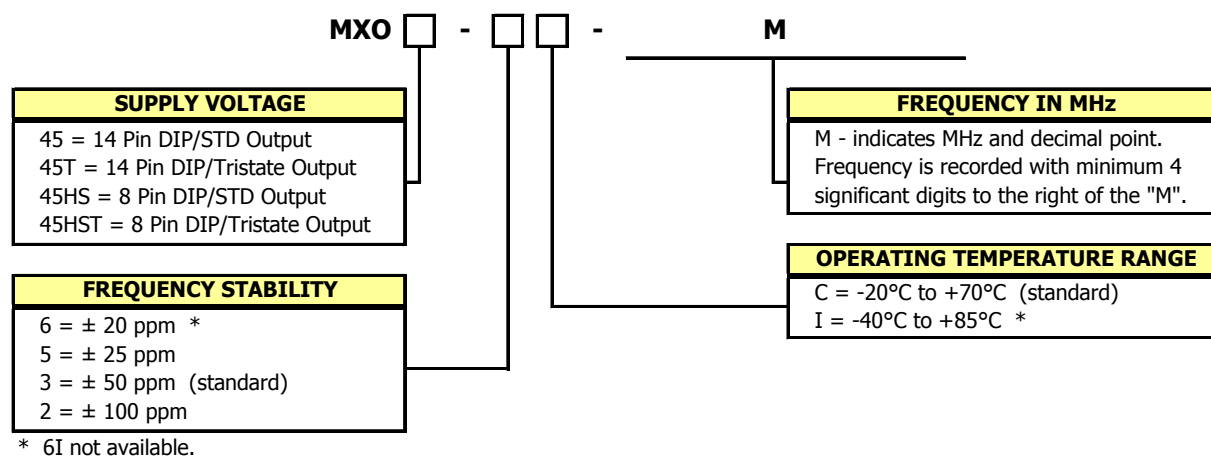 MXO - - M
SUPPLY VOLTAGE
45 = 14 Pin DIP/STD Output
45T = 14 Pin DIP/Tristate Output
45HS = 8 Pin DIP/STD Output
45HST = 8 Pin DIP/Tristate Output
FREQUENCY IN MHz
M - indicates MHz and decimal point.
Frequency is recorded with minimum 4
significant digits to the right of the "M".
FREQUENCY STABILITY
6 = ± 20 ppm *
5 = ± 25 ppm
3 = ± 50 ppm (standard)
2 = ± 100 ppm
OPERATING TEMPERATURE RANGE
C = -20°C to +70°C (standard)
I = -40°C to +85°C *
* 6I not available.